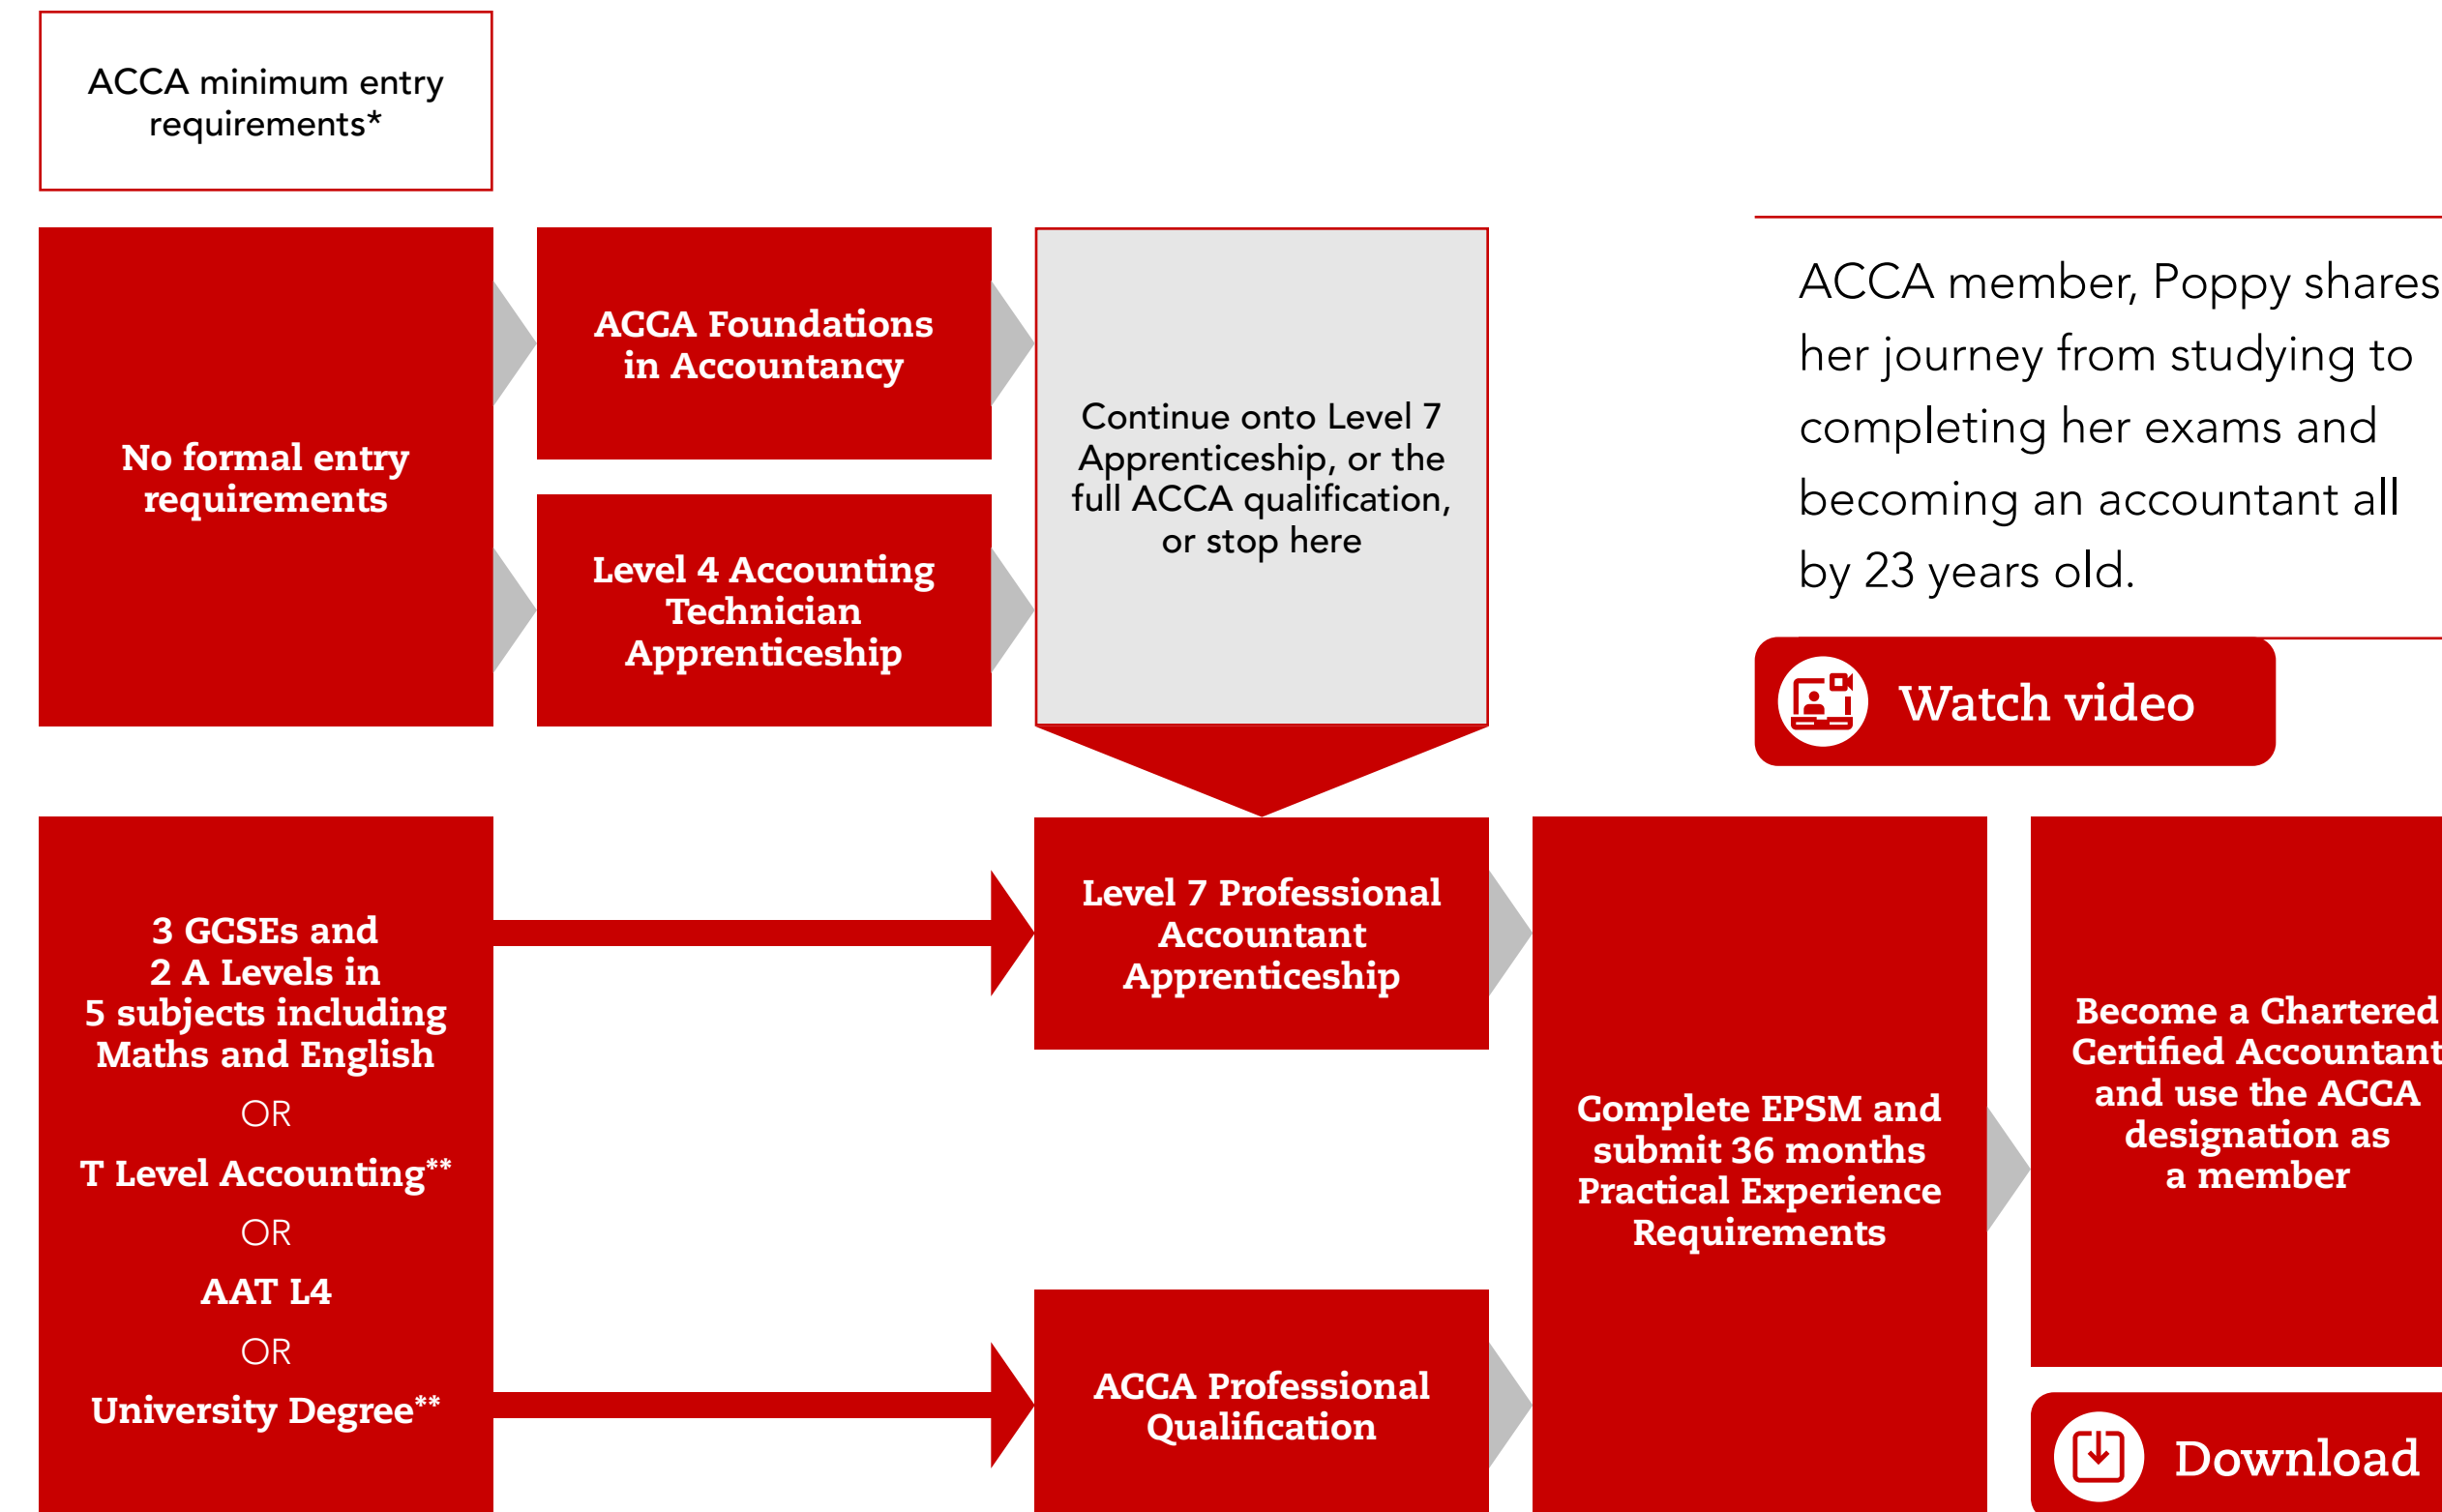 ACCA minimum entry
requirements*
No formal entry
requirements
ACCA Foundations
in Accountancy
Level 4 Accounting
Technician
Apprenticeship
Continue onto Level 7
Apprenticeship, or the
full ACCA qualification,
or stop here
ACCA member, Poppy shares
her journey from studying to
completing her exams and
becoming an accountant all
by 23 years old.
Watch video
3 GCSEs and
2 A Levels in
5 subjects including
Maths and English
OR
T Level Accounting**
OR
AAT L4
OR
University Degree**
Level 7 Professional
Accountant
Apprenticeship
ACCA Professional
Qualification
Complete EPSM and
submit 36 months
Practical Experience
Requirements
Become a Chartered
Certified Accountant
and use the ACCA
designation as
a member
Download